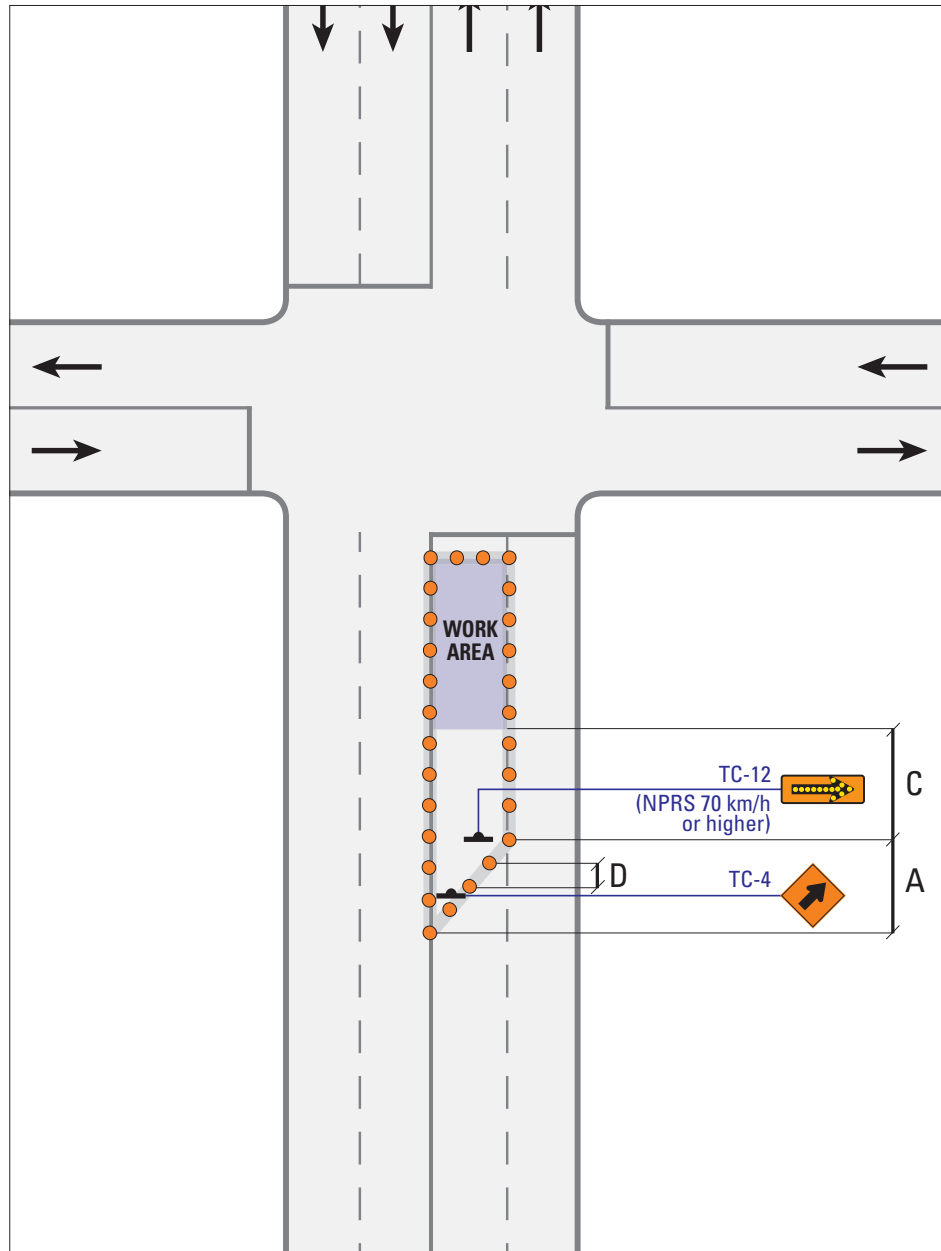 WORK
AREA
TC-12
(NPRS 70 km/h
or higher)
C
D
TC-4
A